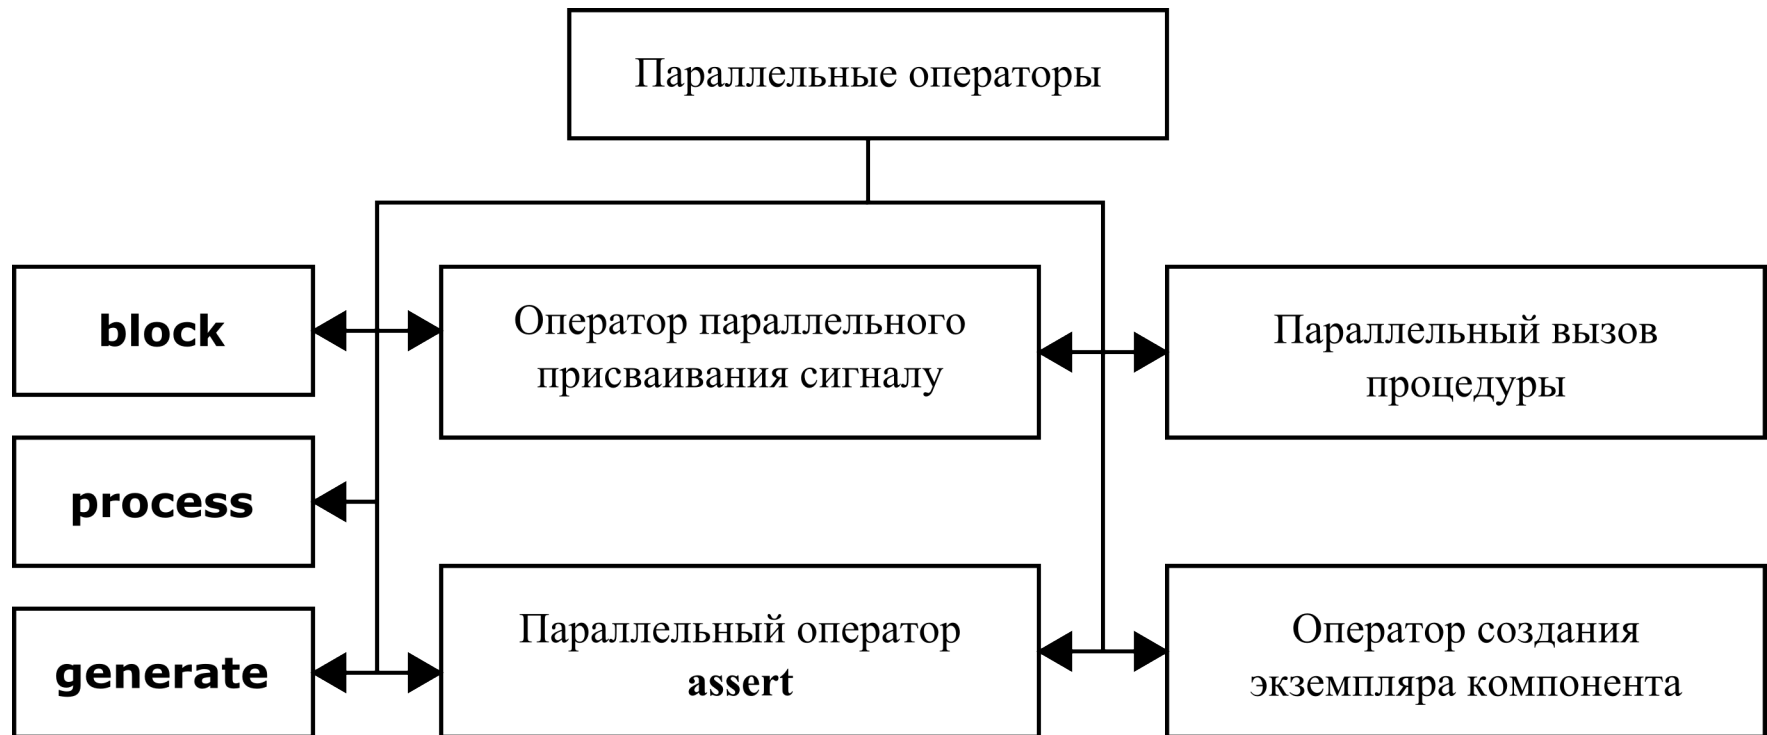 Параллельные операторы
block
Оператор параллельного
присваивания сигналу
Параллельный вызов
процедуры
process
generate
Параллельный оператор
assert
Оператор создания
экземпляра компонента